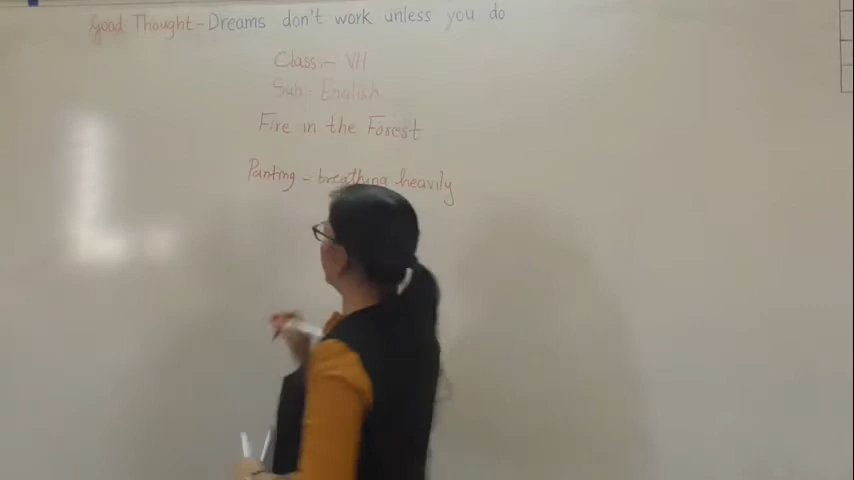 Good Thought - Dreams don't work unless you do
Class :- VII
Sub :- English
Fire in the Forest
Panting - breathing heavily